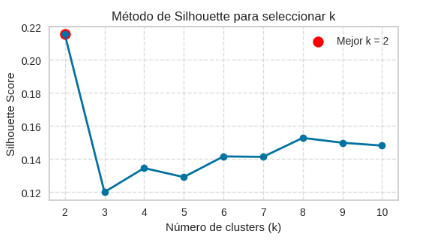 Método de Silhouette para seleccionar k
0.22
0.20
0.18
0.16
0.14
0.12
Silhouette Score
Mejor k = 2
2 3 4 5 6 7 8 9 10
Número de clusters (k)